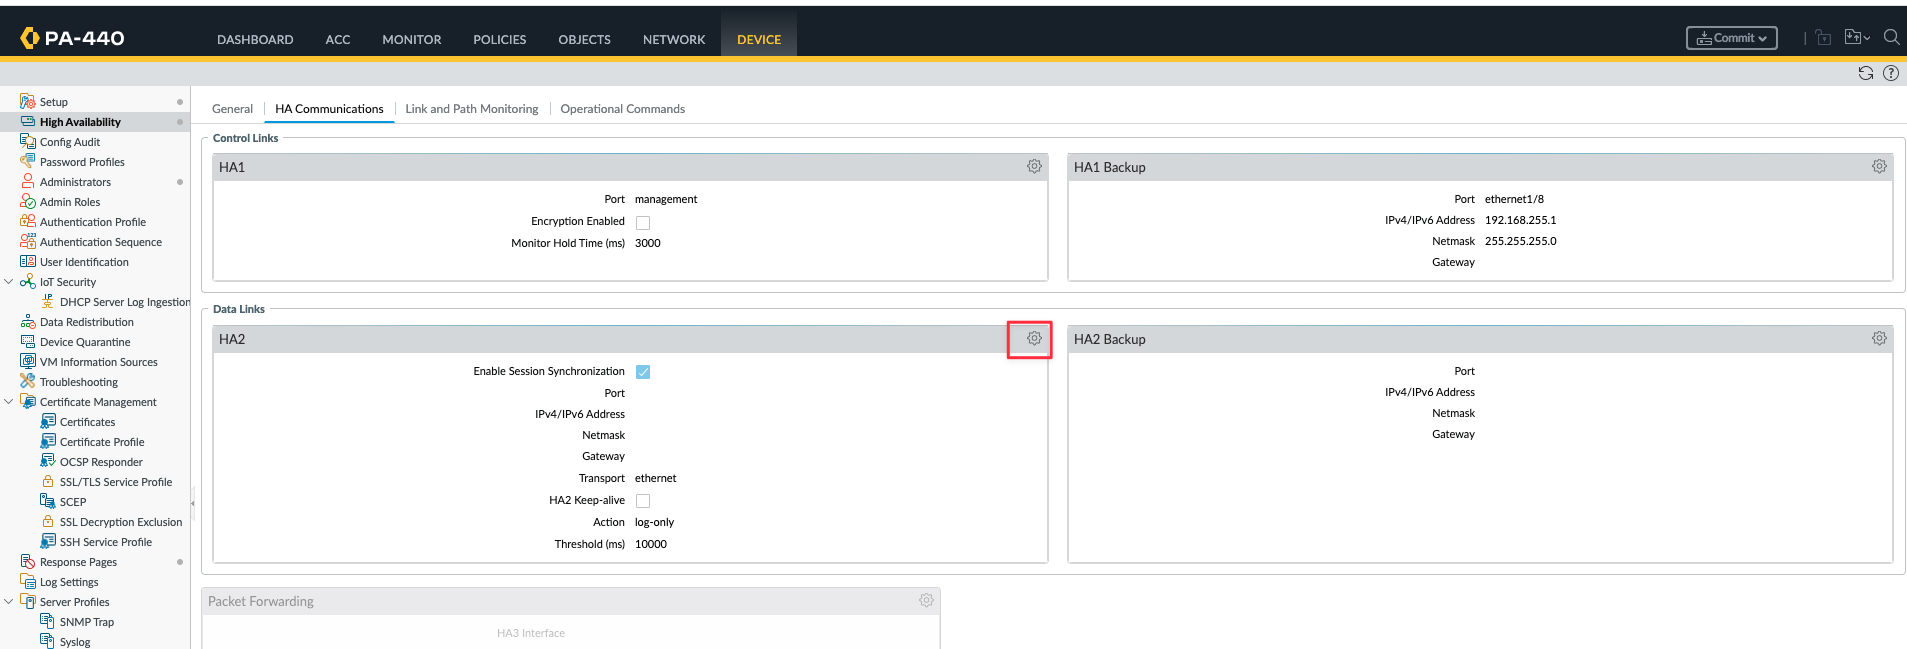 PA-440
DASHBOARD
ACC
MONITOR
POLICIES
OBJECTS
NETWORK
DEVICE
Commit
Setup
High Availability
Config Audit
Password Profiles
Administrators
Admin Roles
Authentication Profile
Authentication Sequence
User Identification
IoT Security
DHCP Server Log Ingestion
Data Redistribution
Device Quarantine
VM Information Sources
Troubleshooting
Certificate Management
Certificates
Certificate Profile
OCSP Responder
SSL/TLS Service Profile
SCEP
SSL Decryption Exclusion
SSH Service Profile
Response Pages
Log Settings
Server Profiles
SNMP Trap
Syslog
General
HA Communications
Link and Path Monitoring
Operational Commands
Control Links
HA1
Port management
Encryption Enabled
Monitor Hold Time (ms) 3000
HA1 Backup
Port ethernet1/8
IPv4/IPv6 Address 192.168.255.1
Netmask 255.255.255.0
Gateway
Data Links
HA2
Enable Session Synchronization
Port
IPv4/IPv6 Address
Netmask
Gateway
Transport ethernet
HA2 Keep-alive
Action log-only
Threshold (ms) 10000
HA2 Backup
Port
IPv4/IPv6 Address
Netmask
Gateway
Packet Forwarding
HA3 Interface